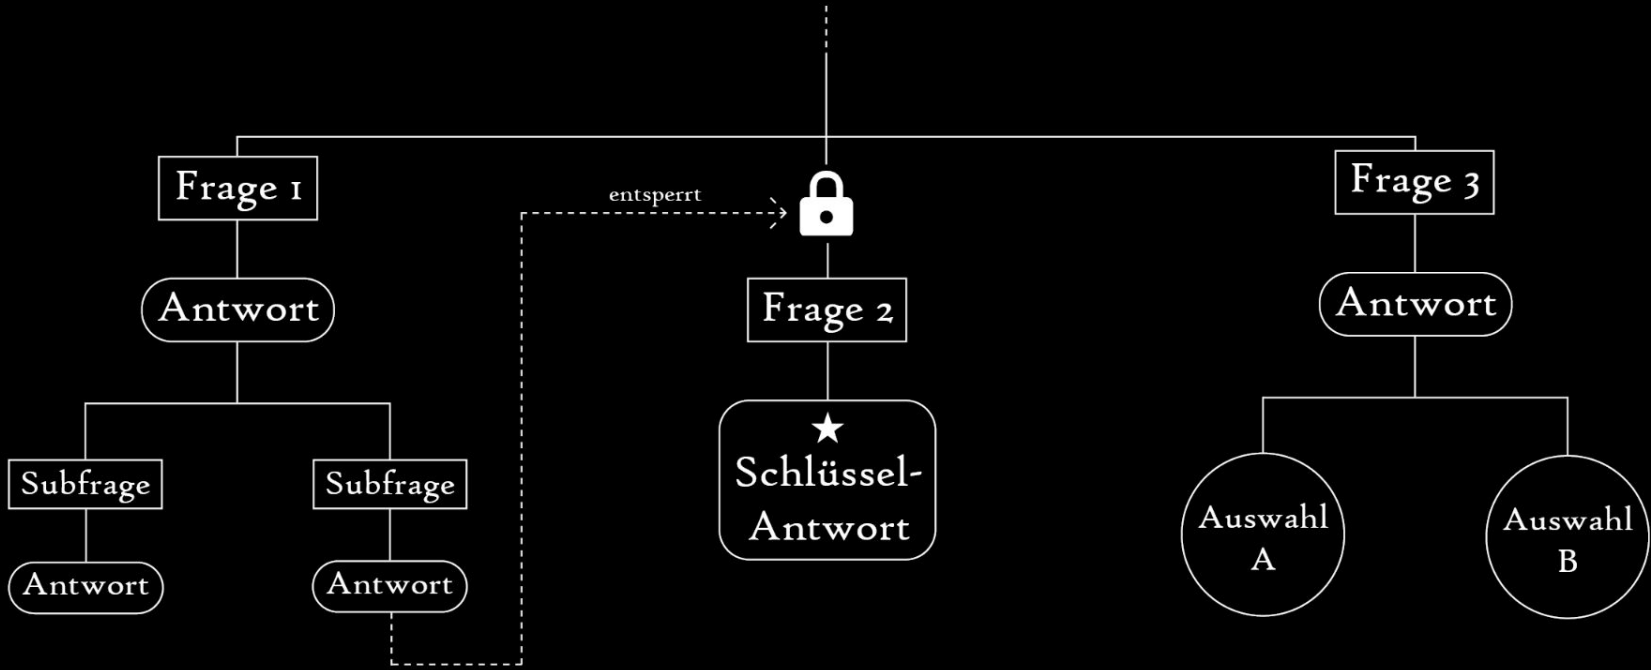 entsperrt
Frage 1
Frage 3
Antwort
Frage 2
Antwort
Subfrage
Subfrage
Schlüssel-
Antwort
Auswahl
A
Auswahl
B
Antwort
Antwort